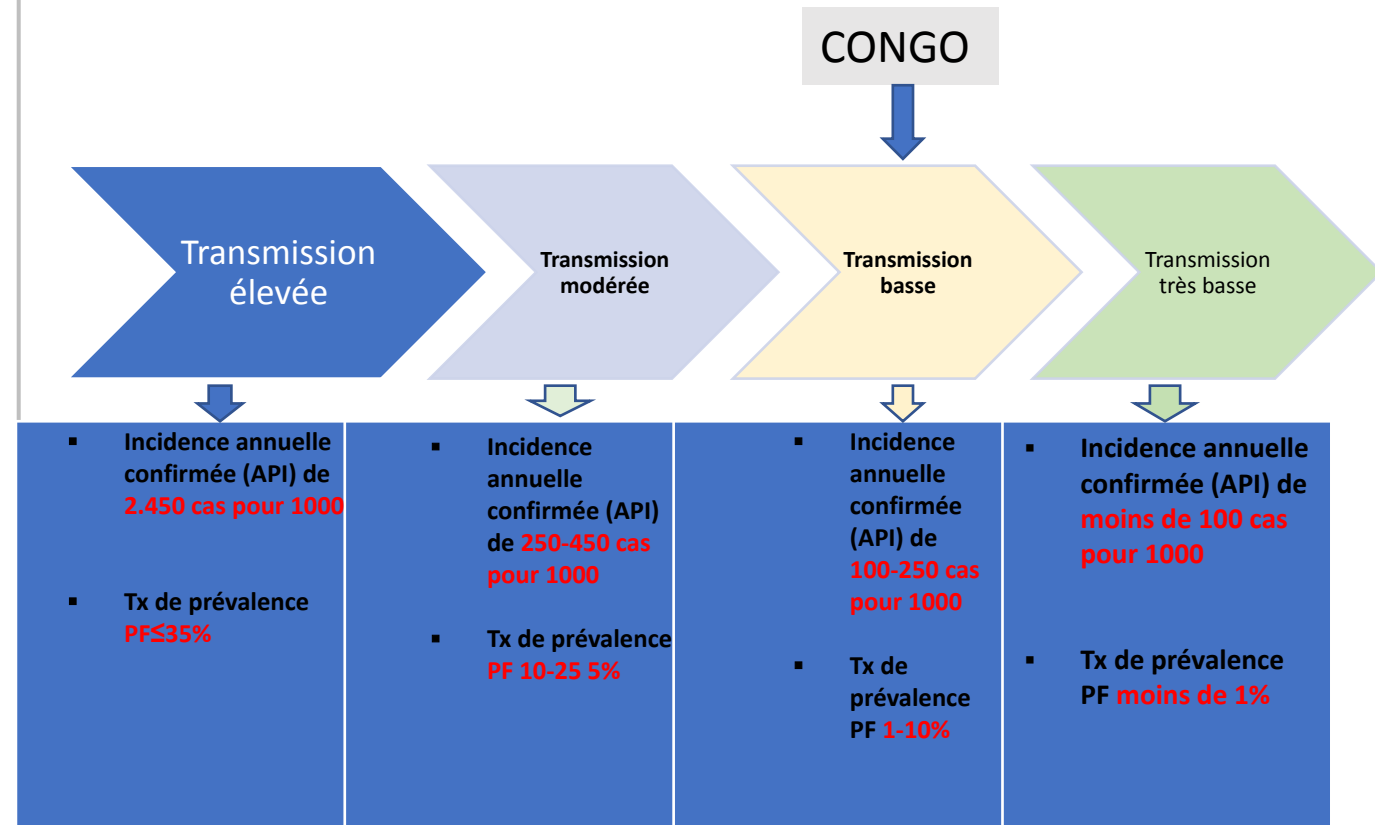 CONGO
Transmission
élevée
Transmission
modérée
Transmission
basse
Transmission
très basse
▪ Incidence annuelle
confirmée (API) de
2.450 cas pour 1000
▪ Tx de prévalence
PF≤35%
▪ Incidence
annuelle
confirmée (API)
de 250-450 cas
pour 1000
▪ Tx de prévalence
PF 10-25 5%
▪ Incidence
annuelle
confirmée
(API) de
100-250 cas
pour 1000
▪ Tx de
prévalence
PF 1-10%
▪ Incidence annuelle
confirmée (API) de
moins de 100 cas
pour 1000
▪ Tx de prévalence
PF moins de 1%